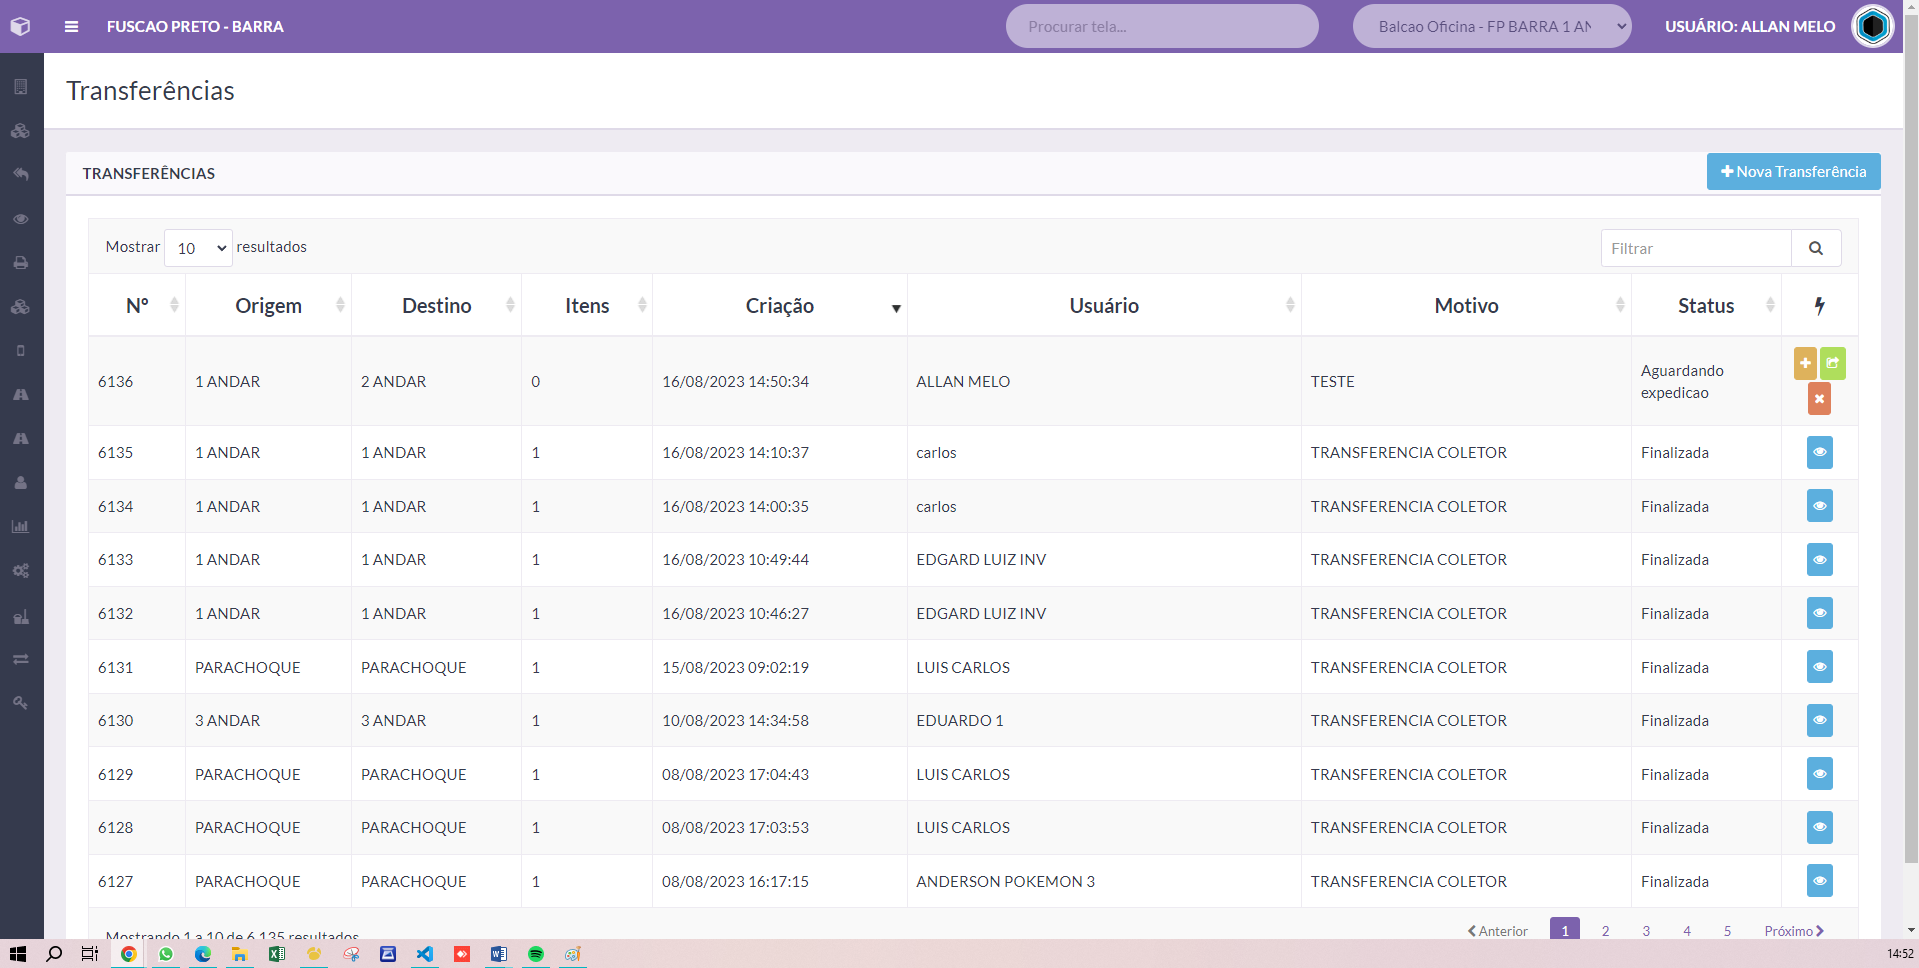 FUSCAO PRETO - BARRA
Procurar tela...
Balcao Oficina - FP BARRA 1 AN
USUÁRIO: ALLAN MELO
Transferências
TRANSFERÊNCIAS
Nova Transferência
Mostrar 10 resultados
Filtrar
Nº Origem Destino Itens Criação Usuário Motivo Status
6136 1 ANDAR 2 ANDAR 0 16/08/2023 14:50:34 ALLAN MELO TESTE Aguardando expedicao
6135 1 ANDAR 1 ANDAR 1 16/08/2023 14:10:37 carlos TRANSFERENCIA COLETOR Finalizada
6134 1 ANDAR 1 ANDAR 1 16/08/2023 14:00:35 carlos TRANSFERENCIA COLETOR Finalizada
6133 1 ANDAR 1 ANDAR 1 16/08/2023 10:49:44 EDGARD LUIZ INV TRANSFERENCIA COLETOR Finalizada
6132 1 ANDAR 1 ANDAR 1 16/08/2023 10:46:27 EDGARD LUIZ INV TRANSFERENCIA COLETOR Finalizada
6131 PARACHOQUE PARACHOQUE 1 15/08/2023 09:02:19 LUIS CARLOS TRANSFERENCIA COLETOR Finalizada
6130 3 ANDAR 3 ANDAR 1 10/08/2023 14:34:58 EDUARDO 1 TRANSFERENCIA COLETOR Finalizada
6129 PARACHOQUE PARACHOQUE 1 08/08/2023 17:04:43 LUIS CARLOS TRANSFERENCIA COLETOR Finalizada
6128 PARACHOQUE PARACHOQUE 1 08/08/2023 17:03:53 LUIS CARLOS TRANSFERENCIA COLETOR Finalizada
6127 PARACHOQUE PARACHOQUE 1 08/08/2023 16:17:15 ANDERSON POKEMON 3 TRANSFERENCIA COLETOR Finalizada
Mostrando 1 a 10 de 6.135 resultados
Anterior 1 2 3 4 5 Próximo
14:52